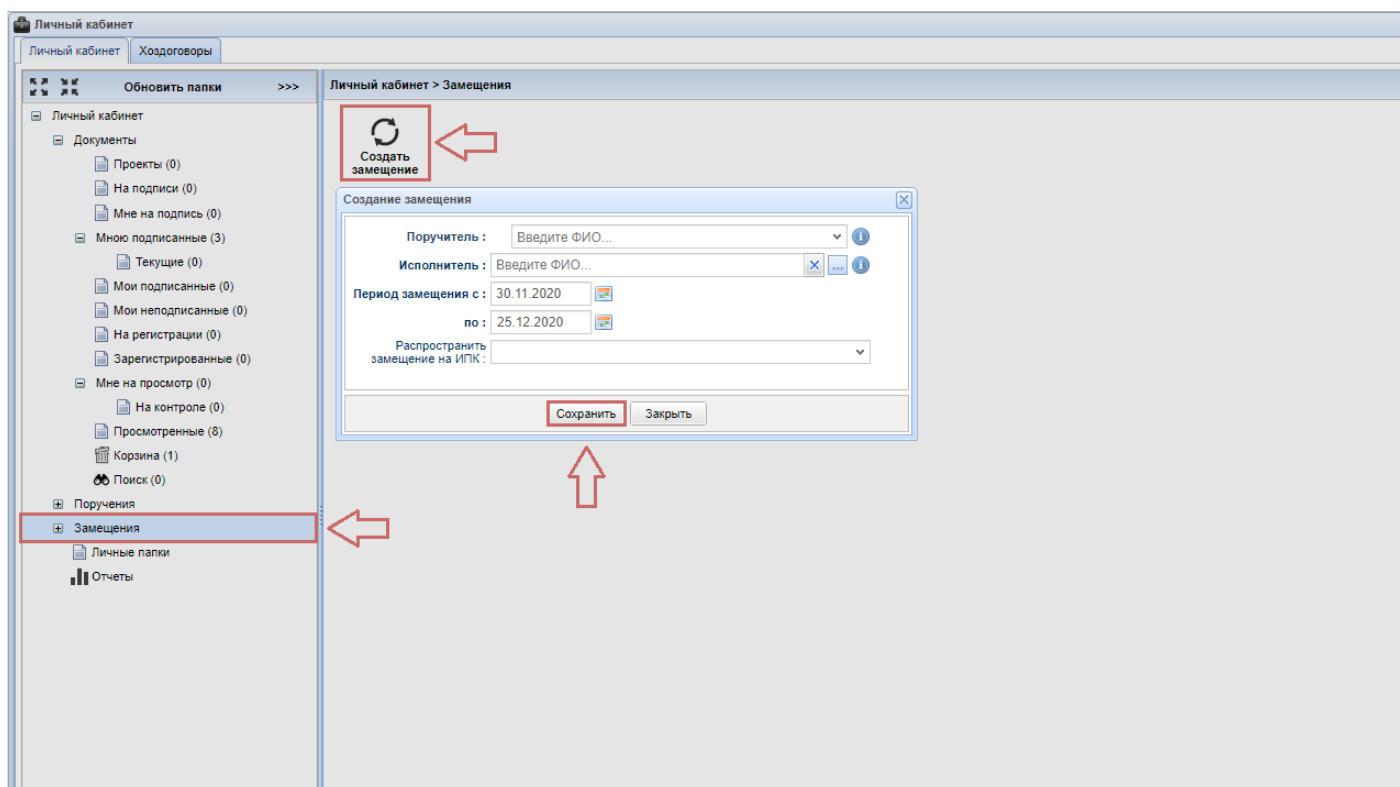 Личный кабинет
Личный кабинет
Хоздоговоры
Обновить папки >>>
Личный кабинет
Документы
Проекты (0)
На подписи (0)
Мне на подпись (0)
Мною подписанные (3)
Текущие (0)
Мои подписанные (0)
Мои неподписанные (0)
На регистрации (0)
Зарегистрированные (0)
Мне на просмотр (0)
На контроле (0)
Просмотренные (8)
Корзина (1)
Поиск (0)
Поручения
Замещения
Личные папки
Отчеты
Личный кабинет > Замещения
Создать
замещение
Создание замещения
Поручитель : Введите ФИО...
Исполнитель : Введите ФИО... ...
Период замещения с : 30.11.2020
по : 25.12.2020
Распространить
замещение на ИПК :
Сохранить
Закрыть